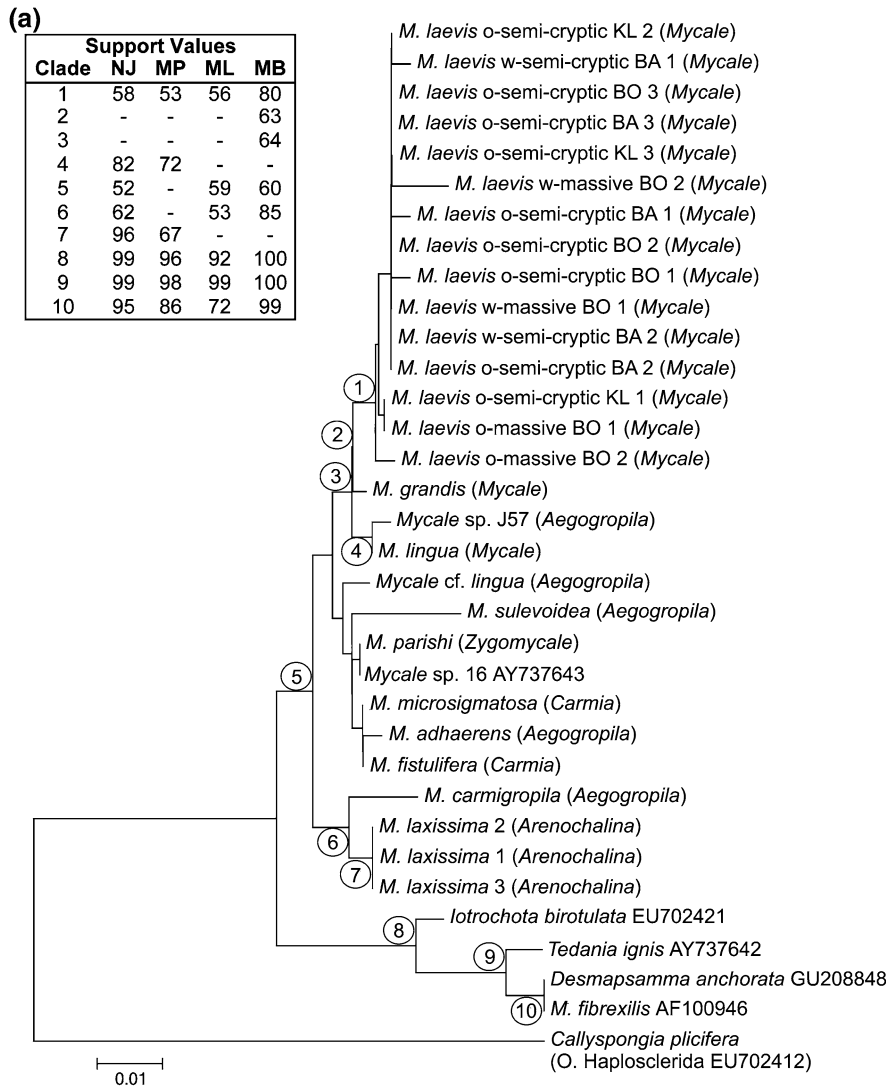 (a)
Support Values
Clade NJ MP ML MB
1 58 53 56 80
2 - - - 63
3 - - - 64
4 82 72 - -
5 52 - 59 60
6 62 - 53 85
7 96 67 - -
8 99 96 92 100
9 99 98 99 100
10 95 86 72 99
M. laevis o-semi-cryptic KL 2 (Mycale)
M. laevis w-semi-cryptic BA 1 (Mycale)
M. laevis o-semi-cryptic BO 3 (Mycale)
M. laevis o-semi-cryptic BA 3 (Mycale)
M. laevis o-semi-cryptic KL 3 (Mycale)
M. laevis w-massive BO 2 (Mycale)
M. laevis o-semi-cryptic BA 1 (Mycale)
M. laevis o-semi-cryptic BO 2 (Mycale)
M. laevis o-semi-cryptic BO 1 (Mycale)
M. laevis w-massive BO 1 (Mycale)
M. laevis w-semi-cryptic BA 2 (Mycale)
M. laevis o-semi-cryptic BA 2 (Mycale)
1
M. laevis o-semi-cryptic KL 1 (Mycale)
M. laevis o-massive BO 1 (Mycale)
2
M. laevis o-massive BO 2 (Mycale)
3
M. grandis (Mycale)
Mycale sp. J57 (Aegogropila)
4
M. lingua (Mycale)
Mycale cf. lingua (Aegogropila)
M. sulevoidea (Aegogropila)
M. parishi (Zygomycale)
5
Mycale sp. 16 AY737643
M. microsigmatosa (Carmia)
M. adhaerens (Aegogropila)
M. fistulifera (Carmia)
M. carmigropila (Aegogropila)
M. laxissima 2 (Arenochalina)
6
M. laxissima 1 (Arenochalina)
7
M. laxissima 3 (Arenochalina)
8
Iotrochota birotulata EU702421
9
Tedania ignis AY737642
Desmapsamma anchorata GU208848
10
M. fibrexilis AF100946
Callyspongia plicifera
(O. Haplosclerida EU702412)
0.01